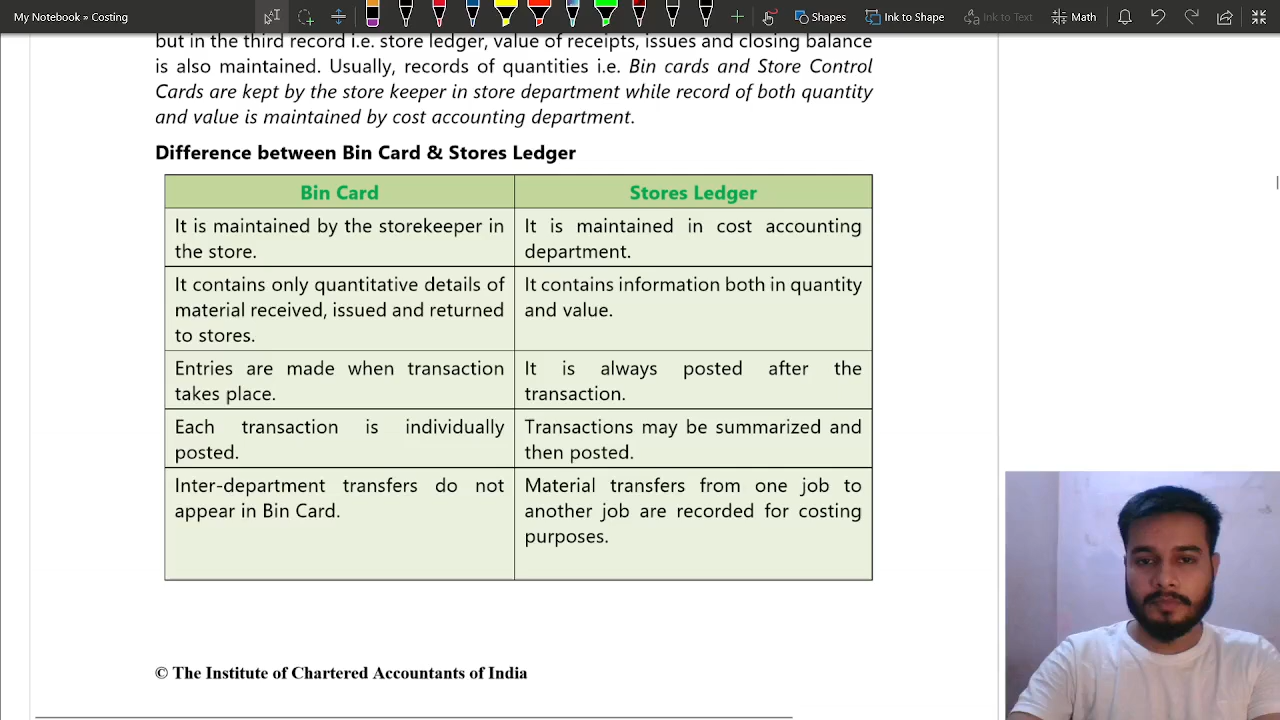 My Notebook » Costing
Shapes
Ink to Shape
Ink to Text
Math
but in the third record i.e. store ledger, value of receipts, issues and closing balance
is also maintained. Usually, records of quantities i.e. Bin cards and Store Control
Cards are kept by the store keeper in store department while record of both quantity
and value is maintained by cost accounting department.
Difference between Bin Card & Stores Ledger
Bin Card
Stores Ledger
It is maintained by the storekeeper in
the store.
It is maintained in cost accounting
department.
It contains only quantitative details of
material received, issued and returned
to stores.
It contains information both in quantity
and value.
Entries are made when transaction
takes place.
It is always posted after the
transaction.
Each transaction is individually
posted.
Transactions may be summarized and
then posted.
Inter-department transfers do not
appear in Bin Card.
Material transfers from one job to
another job are recorded for costing
purposes.
© The Institute of Chartered Accountants of India